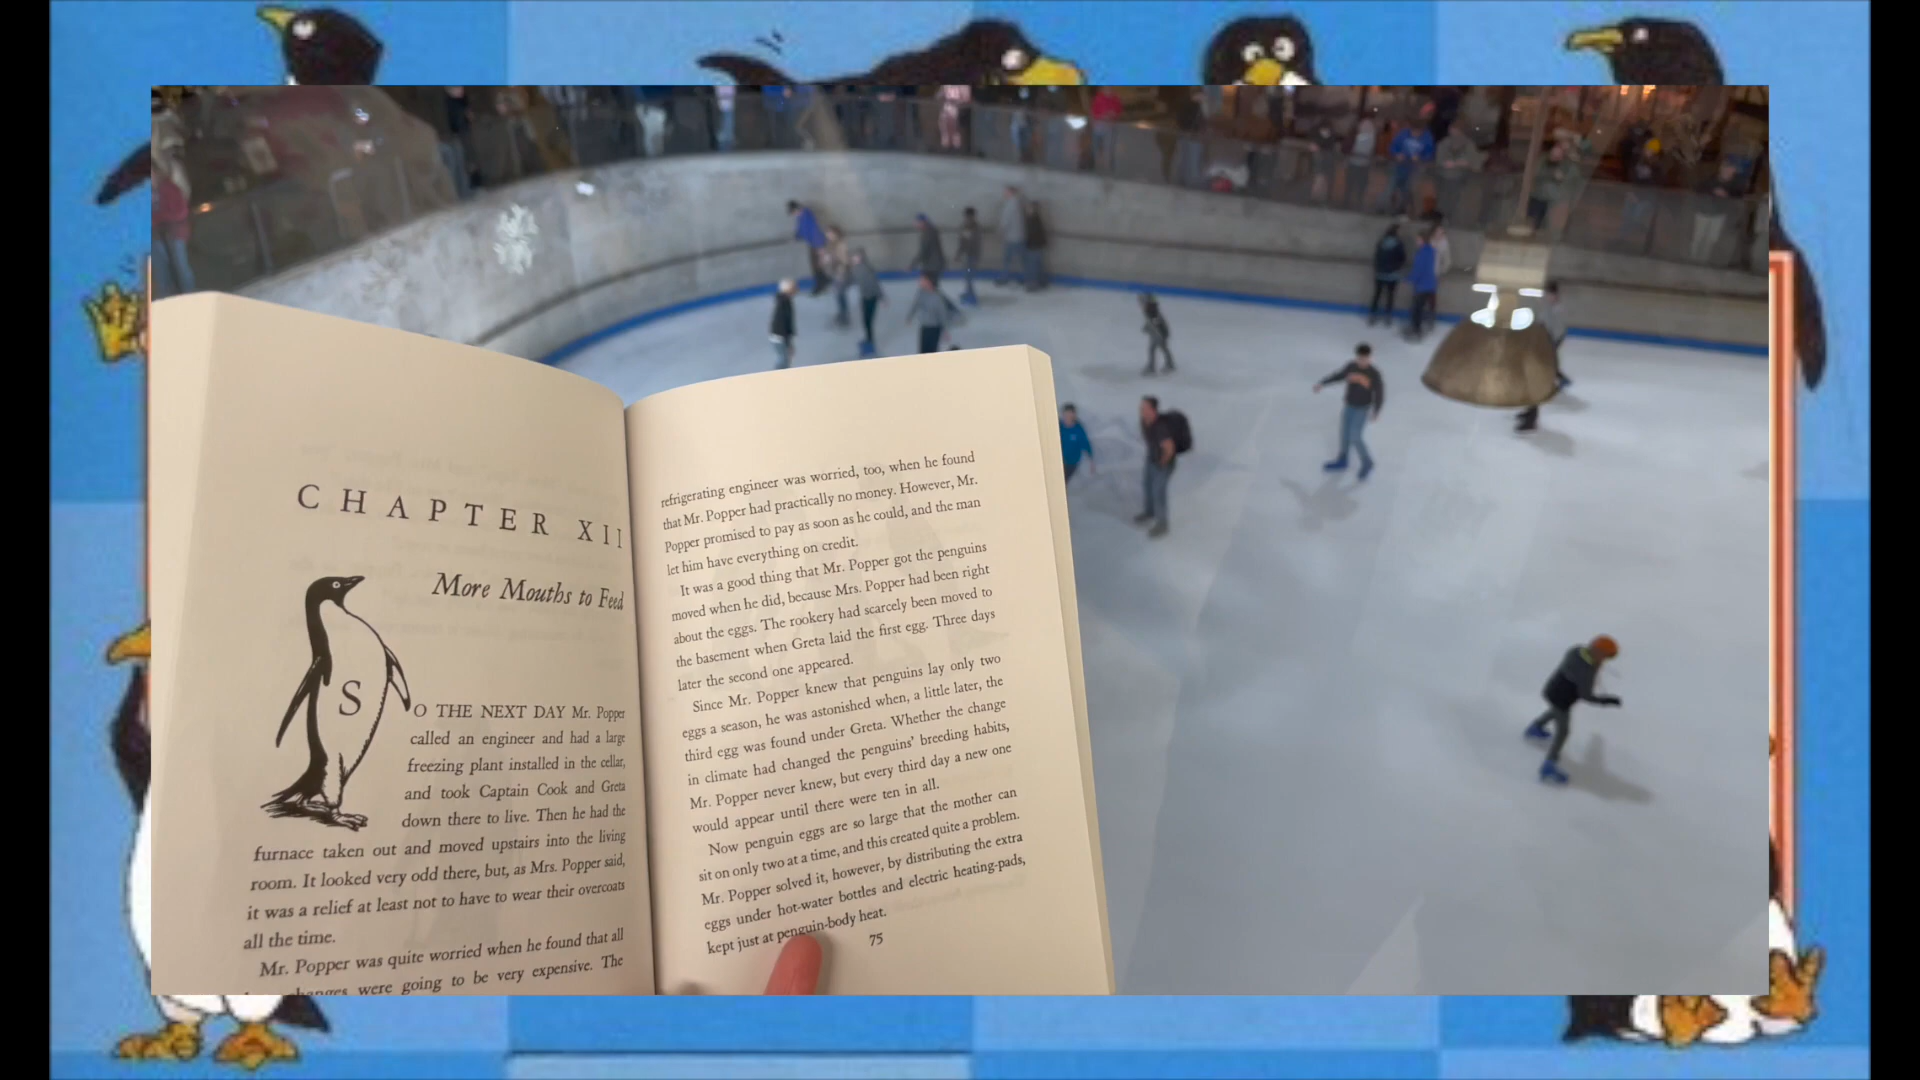 CHAPTER XII
More Mouths to Feed
SO THE NEXT DAY Mr. Popper
called an engineer and had a large
freezing plant installed in the cellar,
and took Captain Cook and Greta
down there to live. Then he had the
furnace taken out and moved upstairs into the living
room. It looked very odd there, but, as Mrs. Popper said,
it was a relief at least not to have to wear their overcoats
all the time.
Mr. Popper was quite worried when he found that all
changes were going to be very expensive. The
refrigerating engineer was worried, too, when he found
that Mr. Popper had practically no money. However, Mr.
Popper promised to pay as soon as he could, and the man
let him have everything on credit.
It was a good thing that Mr. Popper got the penguins
moved when he did, because Mrs. Popper had been right
about the eggs. The rookery had scarcely been moved to
the basement when Greta laid the first egg. Three days
later the second one appeared.
Since Mr. Popper knew that penguins lay only two
eggs a season, he was astonished when, a little later, the
third egg was found under Greta. Whether the change
in climate had changed the penguins' breeding habits,
Mr. Popper never knew, but every third day a new one
would appear until there were ten in all.
Now penguin eggs are so large that the mother can
sit on only two at a time, and this created quite a problem.
Mr. Popper solved it, however, by distributing the extra
eggs under hot-water bottles and electric heating-pads,
kept just at penguin-body heat.
75